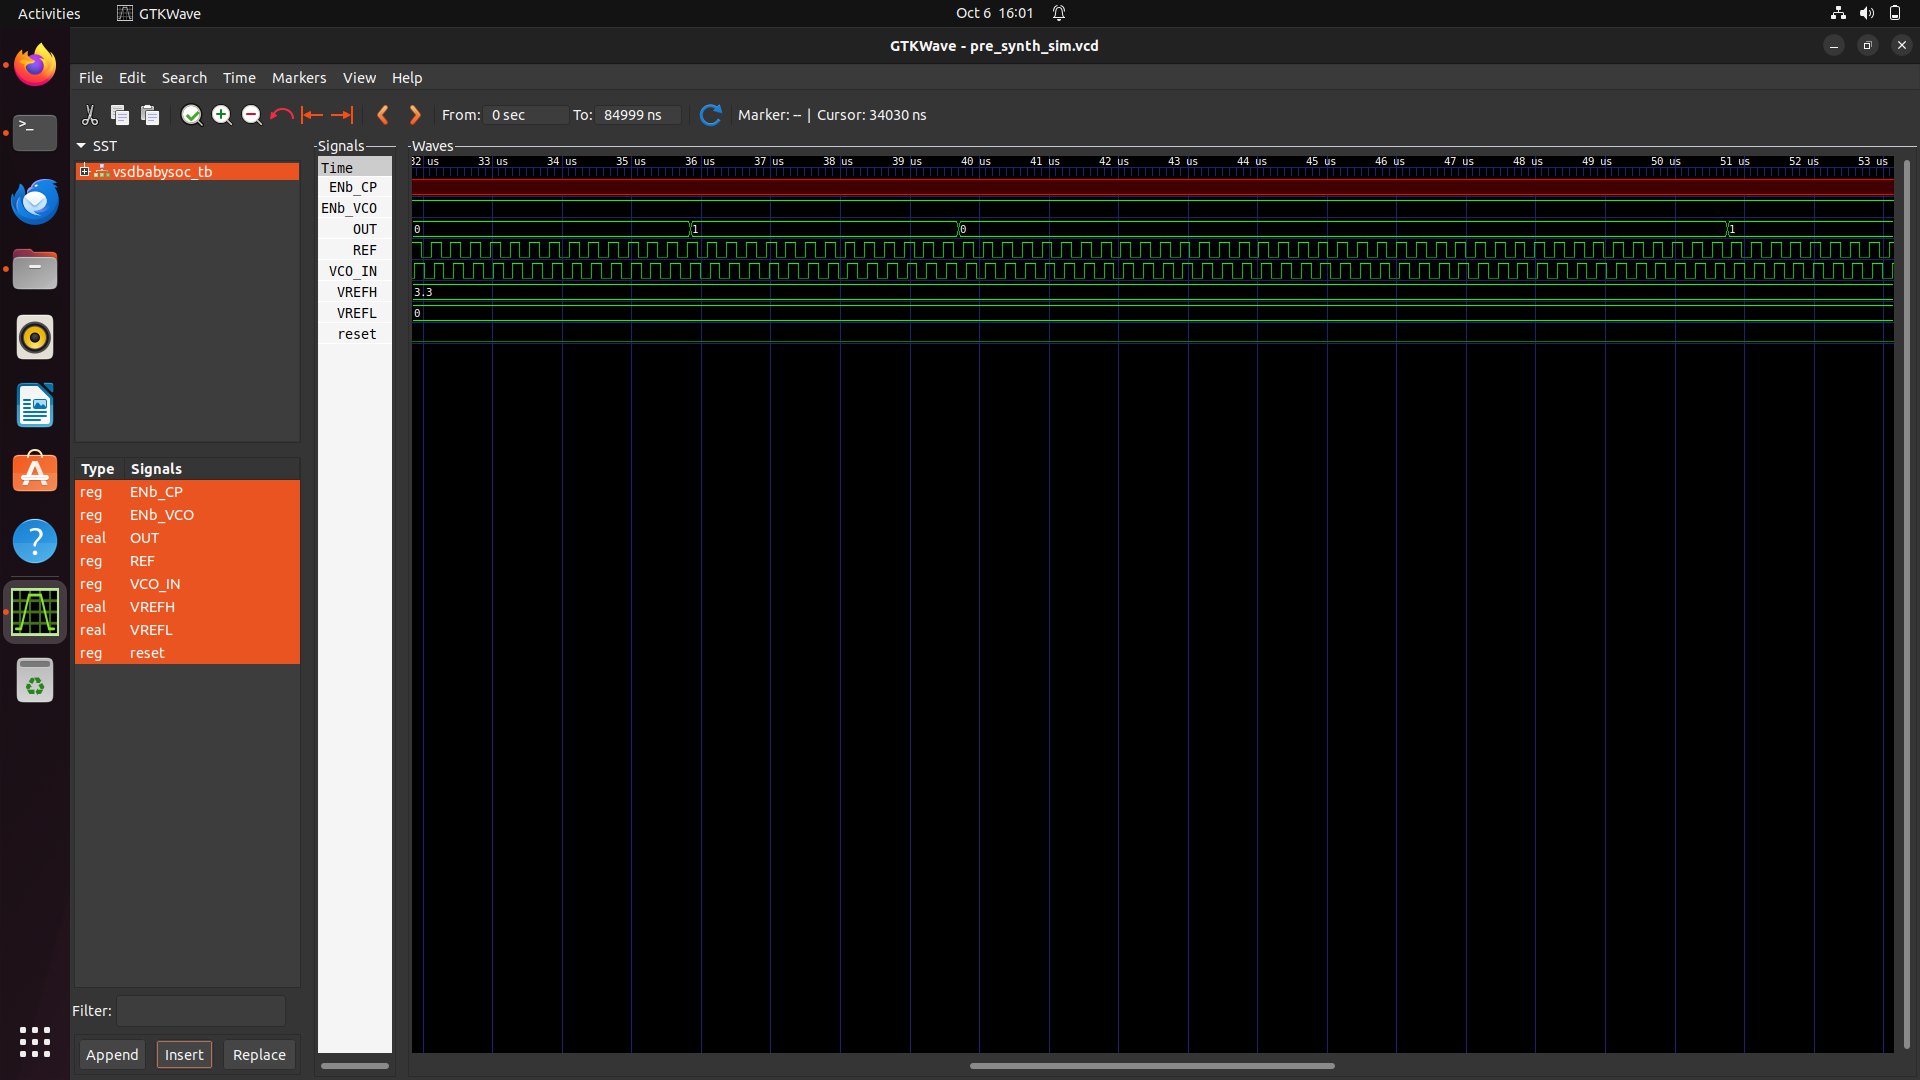 Activities GTKWave Oct 6 16:01
GTKWave - pre_synth_sim.vcd
File Edit Search Time Markers View Help
From: 0 sec To: 84999 ns Marker: -- | Cursor: 34030 ns
SST
vsdbabysoc_tb
Type Signals
reg ENb_CP
reg ENb_VCO
real OUT
reg REF
reg VCO_IN
real VREFH
real VREFL
reg reset
Filter:
Append Insert Replace
Signals
Time
ENb_CP
ENb_VCO
OUT
REF
VCO_IN
VREFH
VREFL
reset
Waves
32 us 33 us 34 us 35 us 36 us 37 us 38 us 39 us 40 us 41 us 42 us 43 us 44 us 45 us 46 us 47 us 48 us 49 us 50 us 51 us 52 us 53 us
0 1 0 1
3.3
0